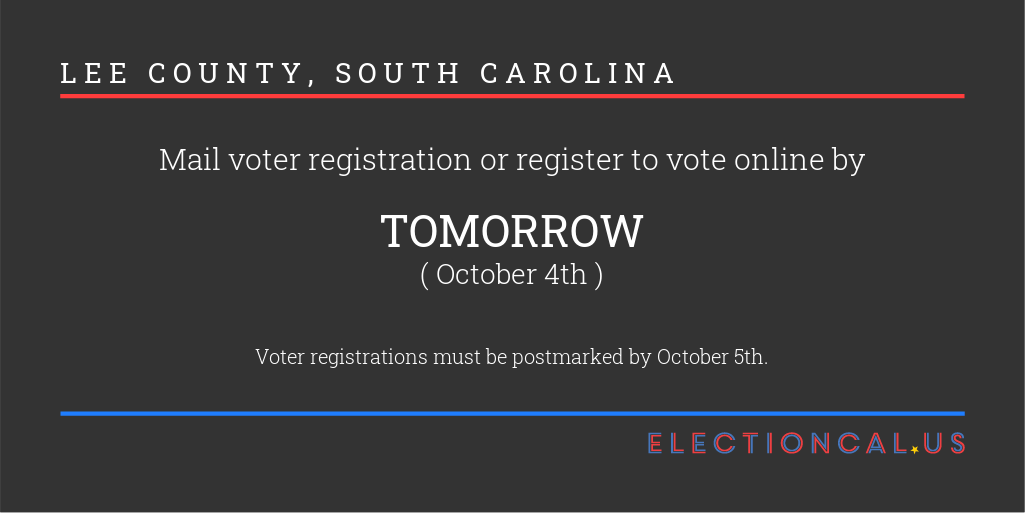 LEE COUNTY, SOUTH CAROLINA
Mail voter registration or register to vote online by
TOMORROW
( October 4th )
Voter registrations must be postmarked by October 5th.
ELECTIONCAL.US